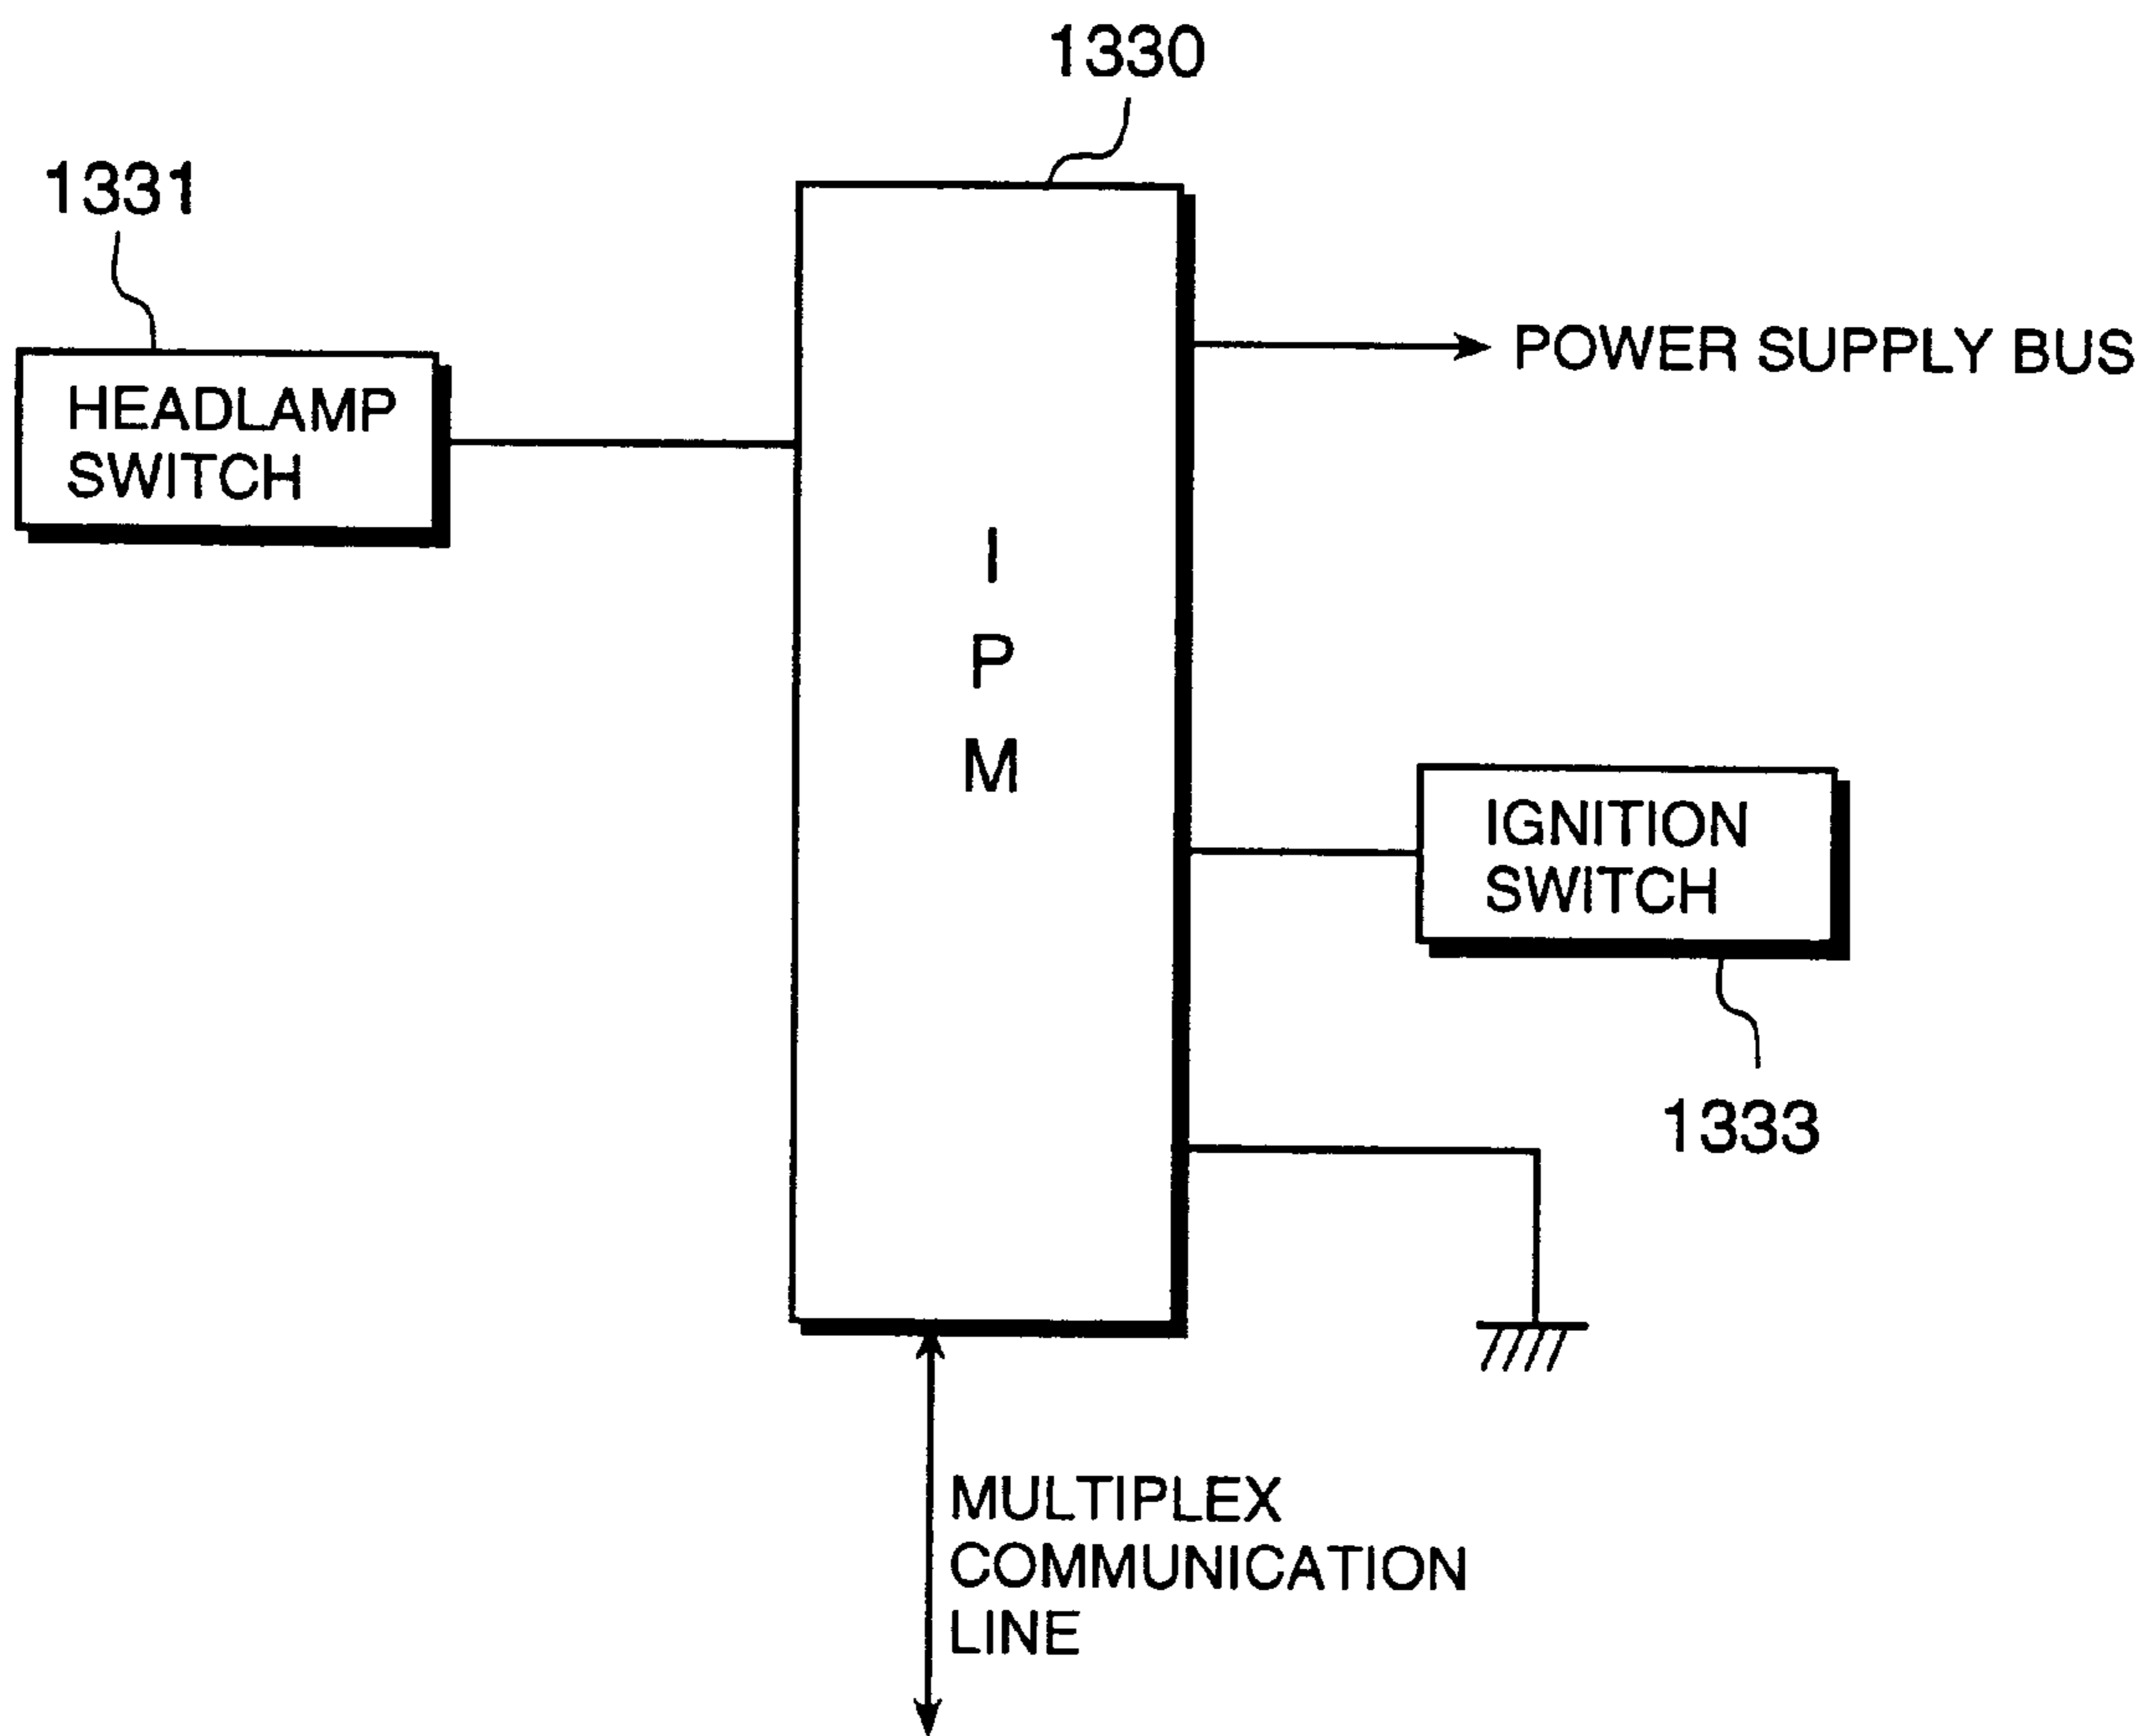 1330
1331
POWER SUPPLY BUS
HEADLAMP
SWITCH
I
P
M
IGNITION
SWITCH
1333
MULTIPLEX
COMMUNICATION
LINE